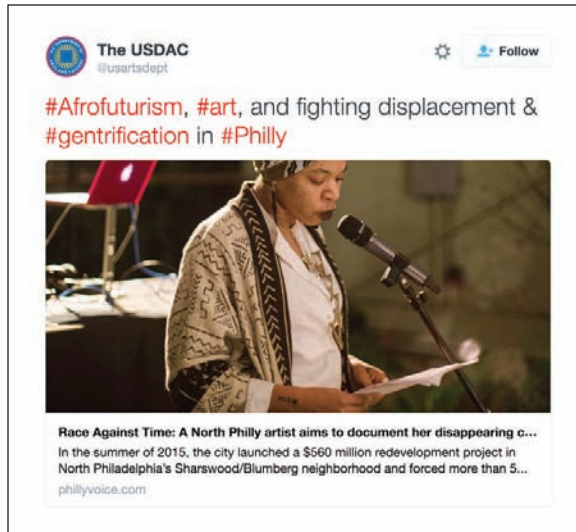 The USDAC
@usartsdept
Follow
#Afrofuturism, #art, and fighting displacement &
#gentrification in #Philly
Race Against Time: A North Philly artist aims to document her disappearing c...
In the summer of 2015, the city launched a $560 million redevelopment project in
North Philadelphia's Sharswood/Blumberg neighborhood and forced more than 5...
phillyvoice.com